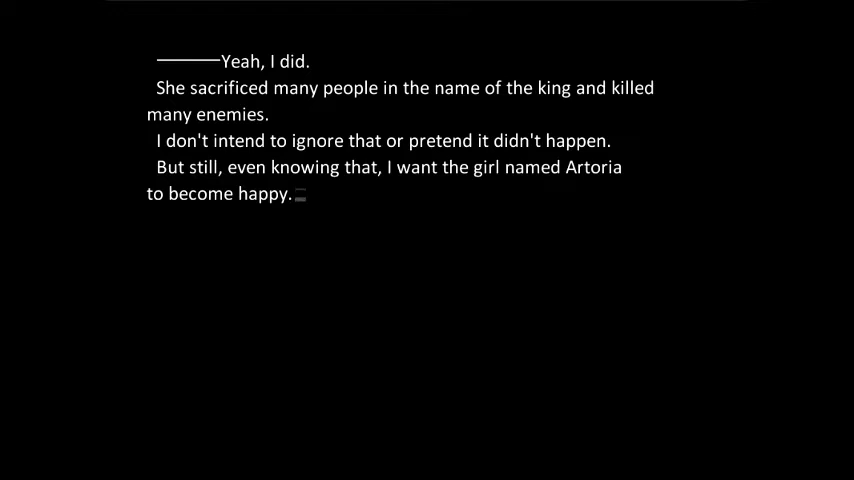 ―――Yeah, I did.
She sacrificed many people in the name of the king and killed
many enemies.
I don't intend to ignore that or pretend it didn't happen.
But still, even knowing that, I want the girl named Artoria
to become happy.